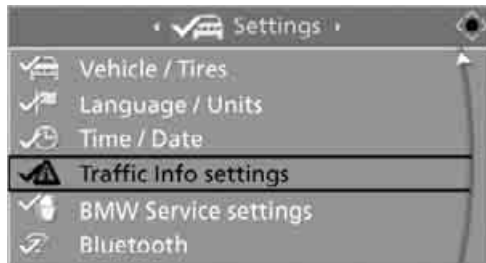 Settings
Vehicle / Tires
Language / Units
Time / Date
Traffic Info settings
BMW Service settings
Bluetooth